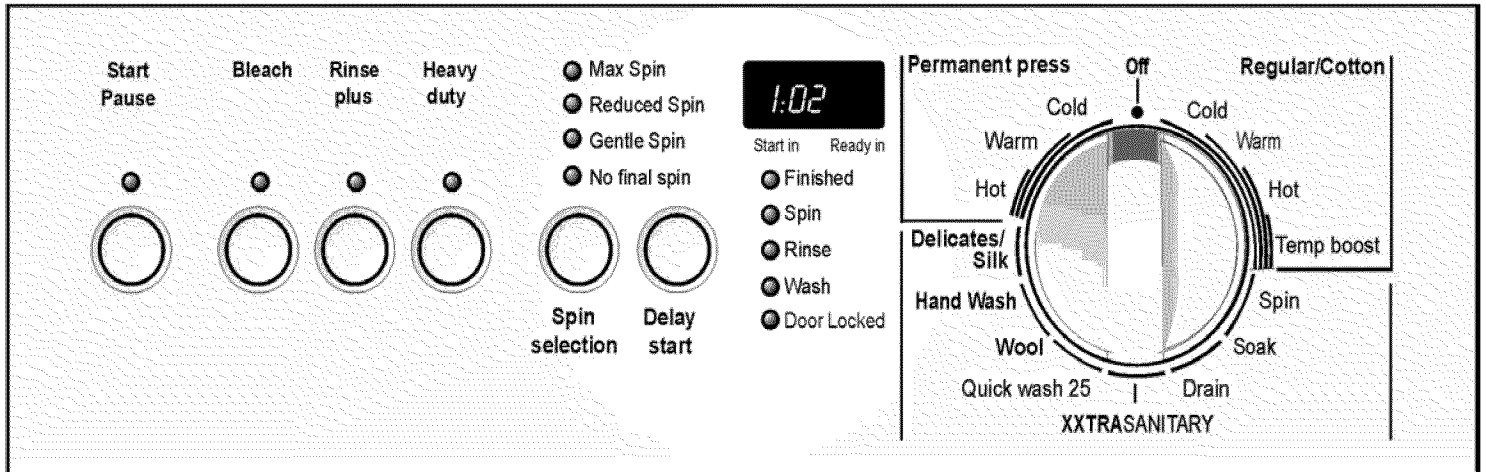 Start
Pause
Bleach
Rinse
plus
Heavy
duty
Max Spin
Reduced Spin
Gentle Spin
No final spin
Spin
selection
Delay
start
1:02
Start in Ready in
Finished
Spin
Rinse
Wash
Door Locked
Permanent press
Off
Regular/Cotton
Cold
Warm
Hot
Cold
Warm
Hot
Temp boost
Delicates/
Silk
Hand Wash
Wool
Quick wash 25
Spin
Soak
Drain
XXTRASANITARY